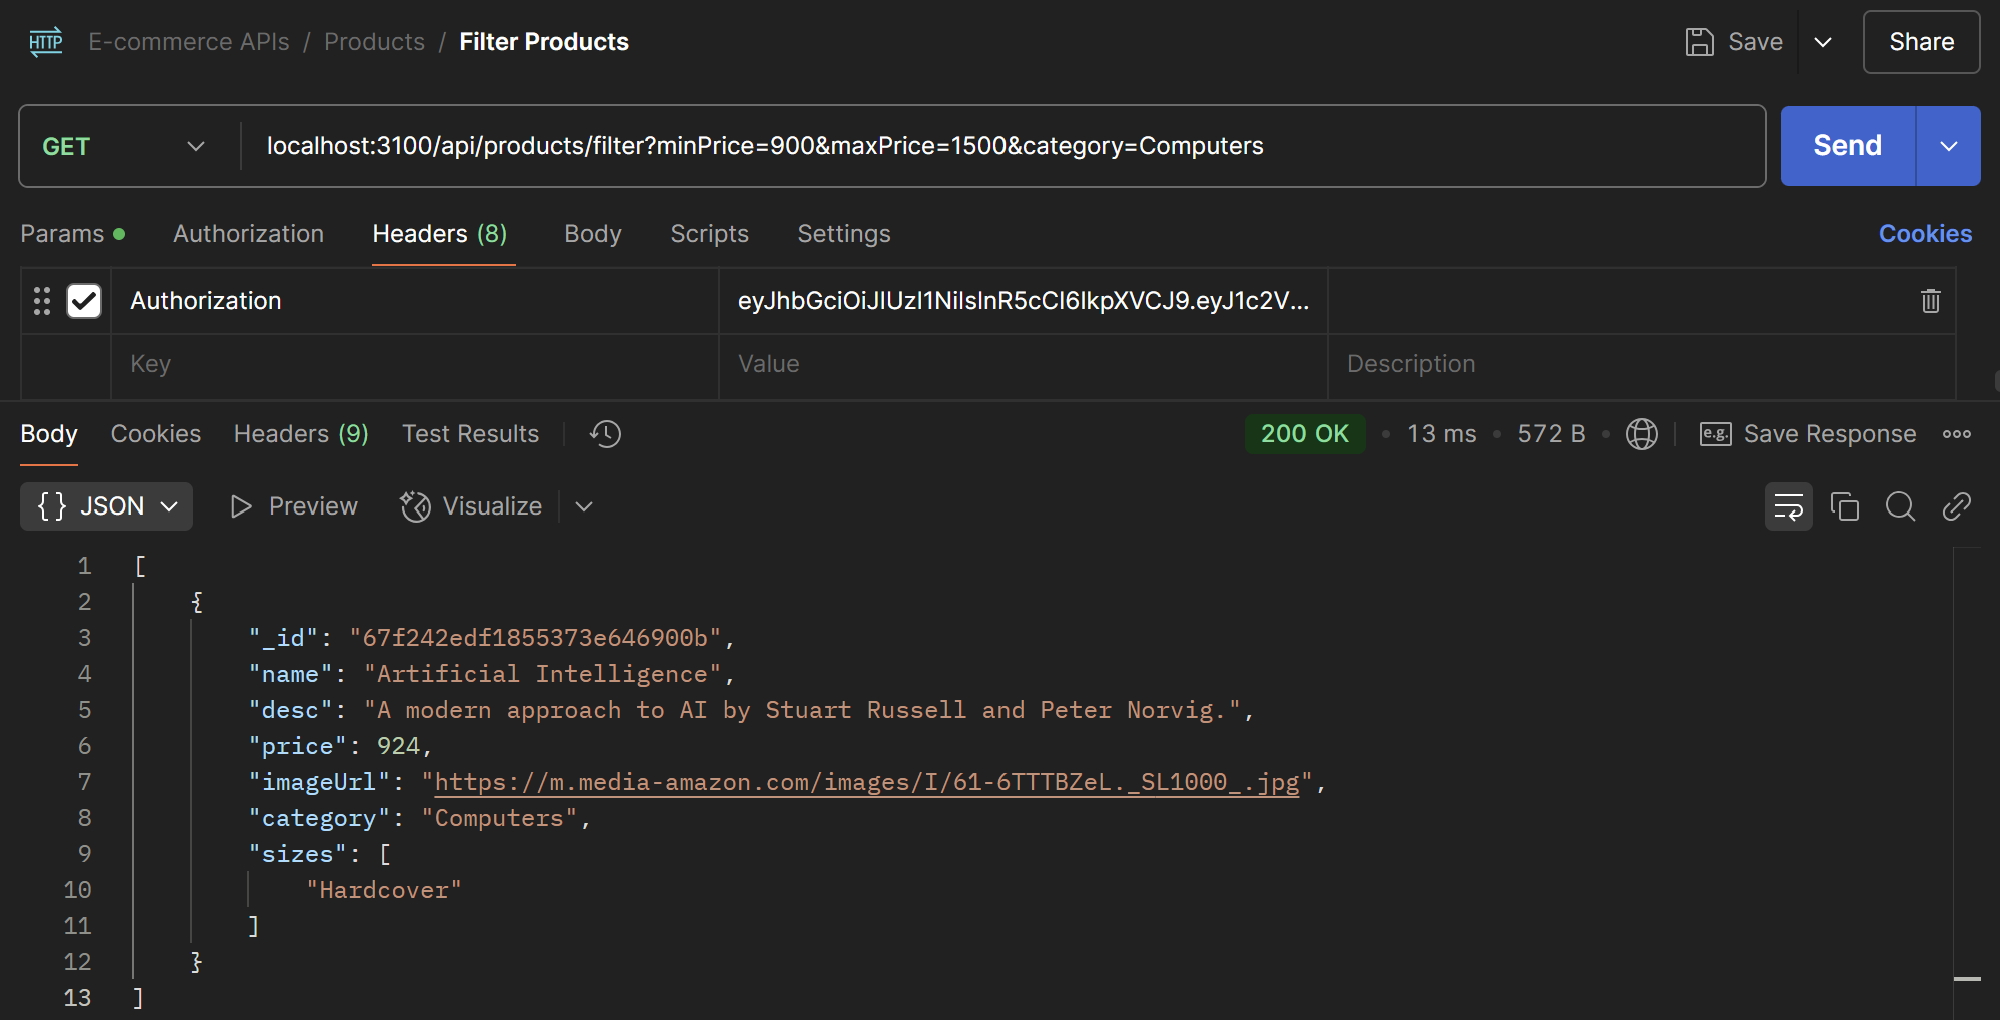 HTTP E-commerce APIs / Products / Filter Products Save Share
GET localhost:3100/api/products/filter?minPrice=900&maxPrice=1500&category=Computers Send
Params Authorization Headers (8) Body Scripts Settings Cookies
Authorization eyJhbGciOiJIUzI1NiIsInR5cCI6IkpXVCJ9.eyJ1c2V...
Key Value Description
Body Cookies Headers (9) Test Results 200 OK • 13 ms • 572 B • e.g. Save Response
{} JSON Preview Visualize
1 [
2 {
3 "_id": "67f242edf1855373e646900b",
4 "name": "Artificial Intelligence",
5 "desc": "A modern approach to AI by Stuart Russell and Peter Norvig.",
6 "price": 924,
7 "imageUrl": "https://m.media-amazon.com/images/I/61-6TTTBZeL._SL1000_.jpg",
8 "category": "Computers",
9 "sizes": [
10 "Hardcover"
11 ]
12 }
13 ]